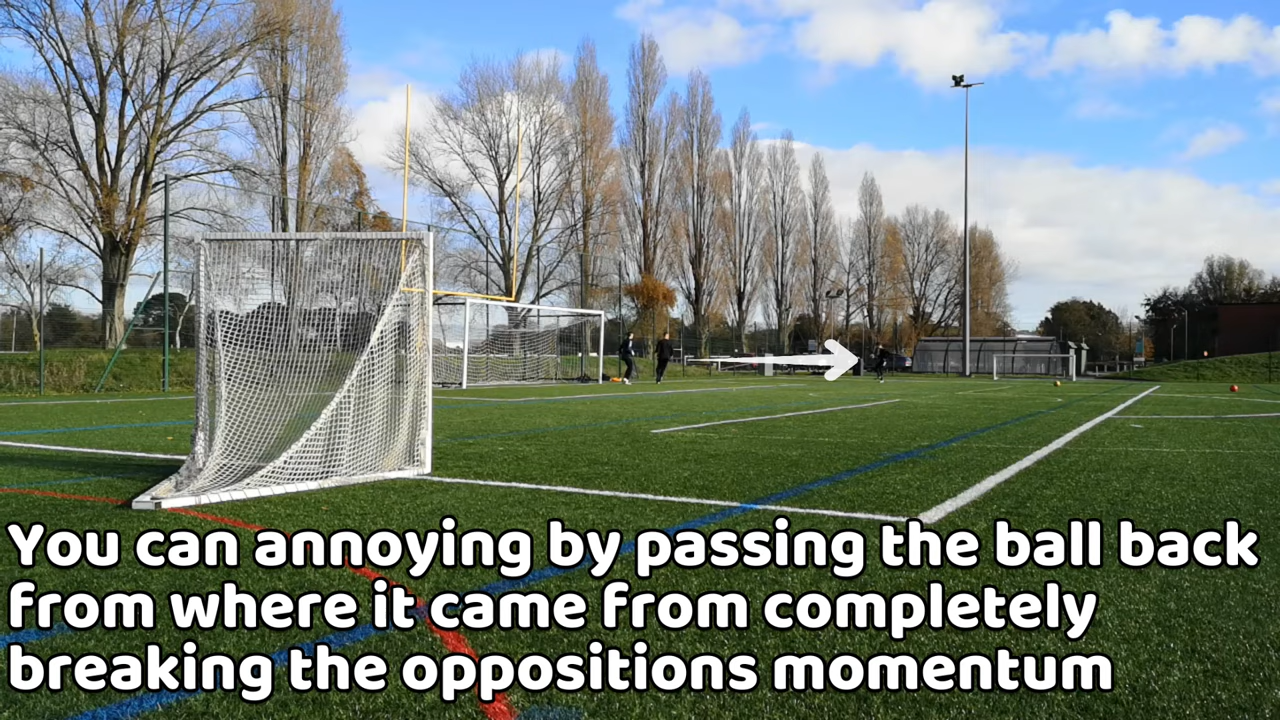 You can annoying by passing the ball back
from where it came from completely
breaking the oppositions momentum